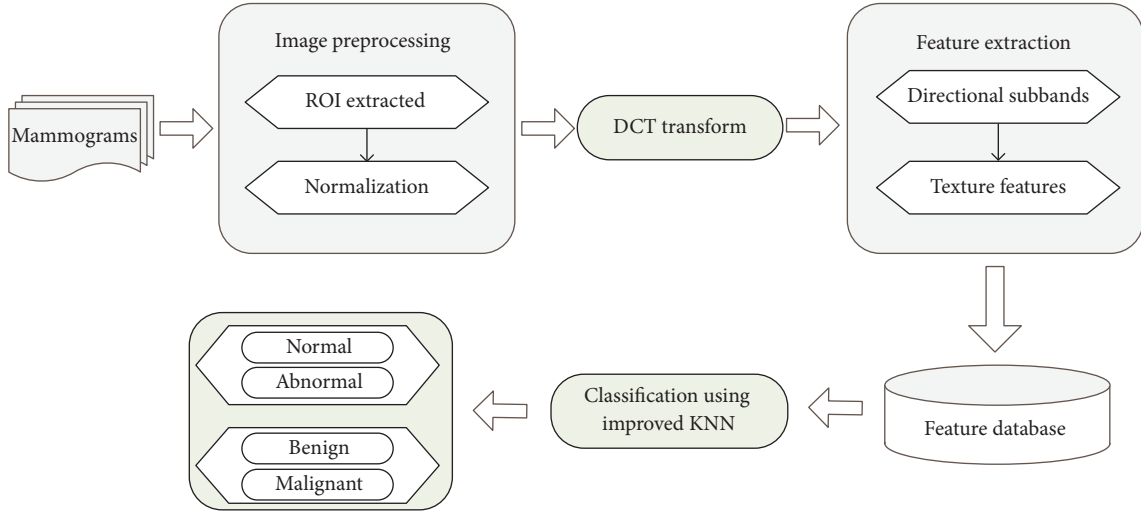 Mammograms
Image preprocessing
ROI extracted
Normalization
DCT transform
Feature extraction
Directional subbands
Texture features
Feature database
Classification using
improved KNN
Normal
Abnormal
Benign
Malignant